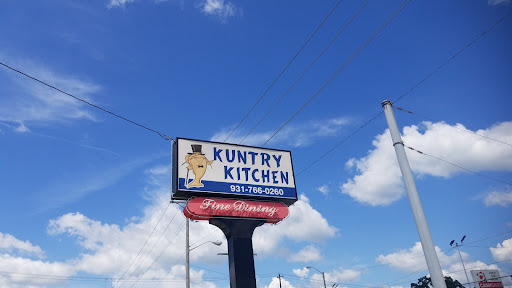 KUNTRY
KITCHEN
931-766-0260
Fine Dining